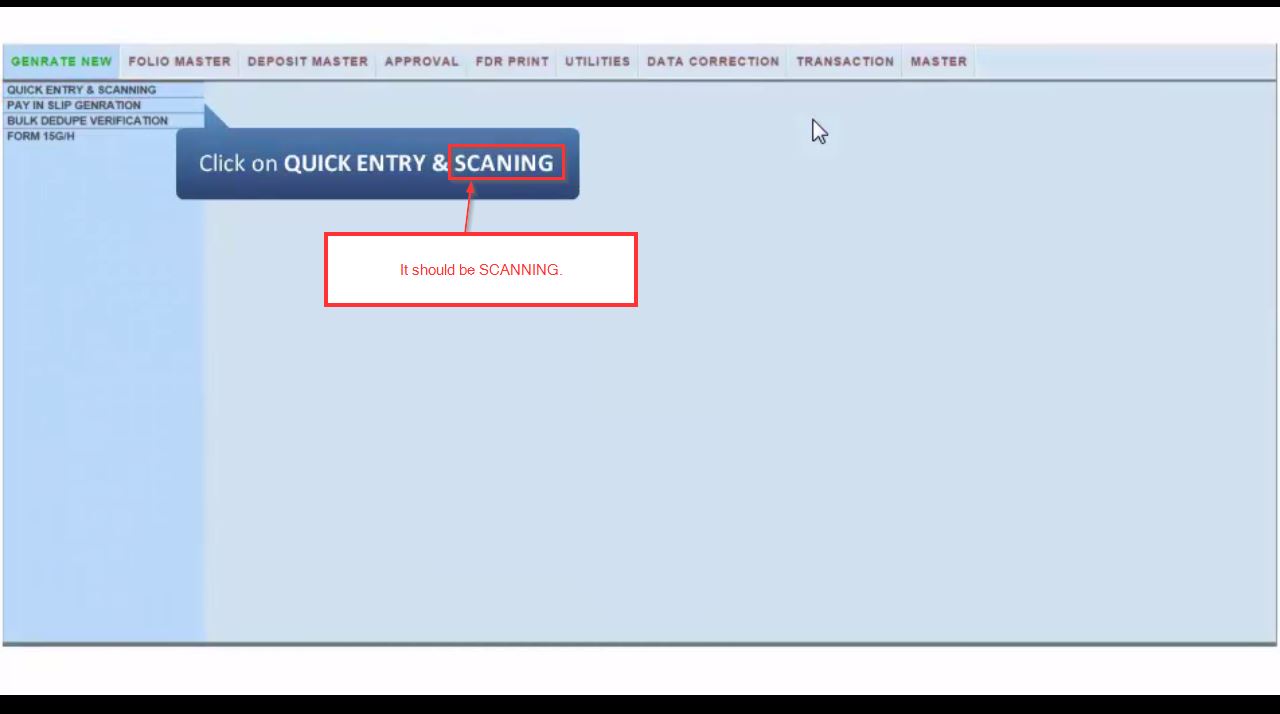 GENRATE NEW FOLIO MASTER DEPOSIT MASTER APPROVAL FDR PRINT UTILITIES DATA CORRECTION TRANSACTION MASTER
QUICK ENTRY & SCANNING
PAY IN SLIP GENRATION
BULK DEDUPE VERIFICATION
FORM 15G/H
Click on QUICK ENTRY & SCANING
It should be SCANNING.